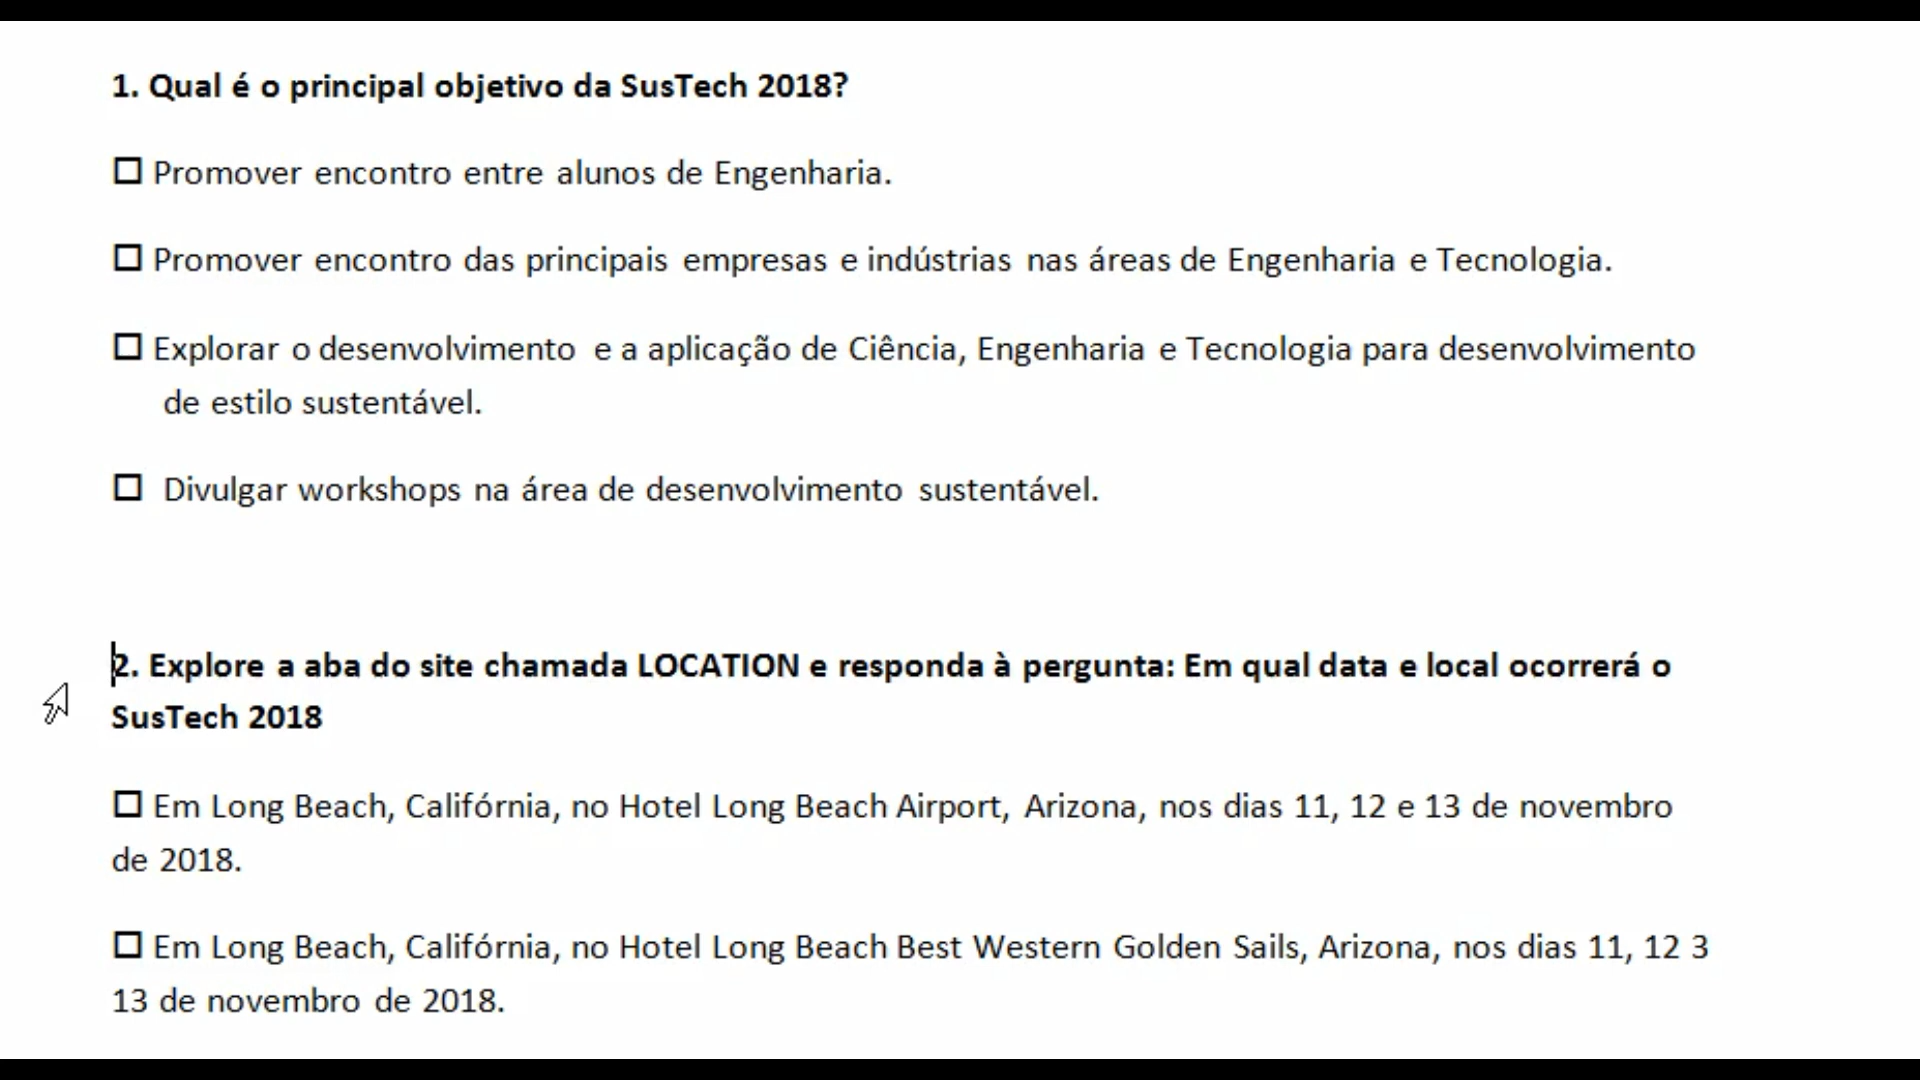 1. Qual é o principal objetivo da SusTech 2018?
☐ Promover encontro entre alunos de Engenharia.
☐ Promover encontro das principais empresas e indústrias nas áreas de Engenharia e Tecnologia.
☐ Explorar o desenvolvimento e a aplicação de Ciência, Engenharia e Tecnologia para desenvolvimento
de estilo sustentável.
☐ Divulgar workshops na área de desenvolvimento sustentável.
2. Explore a aba do site chamada LOCATION e responda à pergunta: Em qual data e local ocorrerá o
SusTech 2018
☐ Em Long Beach, Califórnia, no Hotel Long Beach Airport, Arizona, nos dias 11, 12 e 13 de novembro
de 2018.
☐ Em Long Beach, Califórnia, no Hotel Long Beach Best Western Golden Sails, Arizona, nos dias 11, 12 3
13 de novembro de 2018.